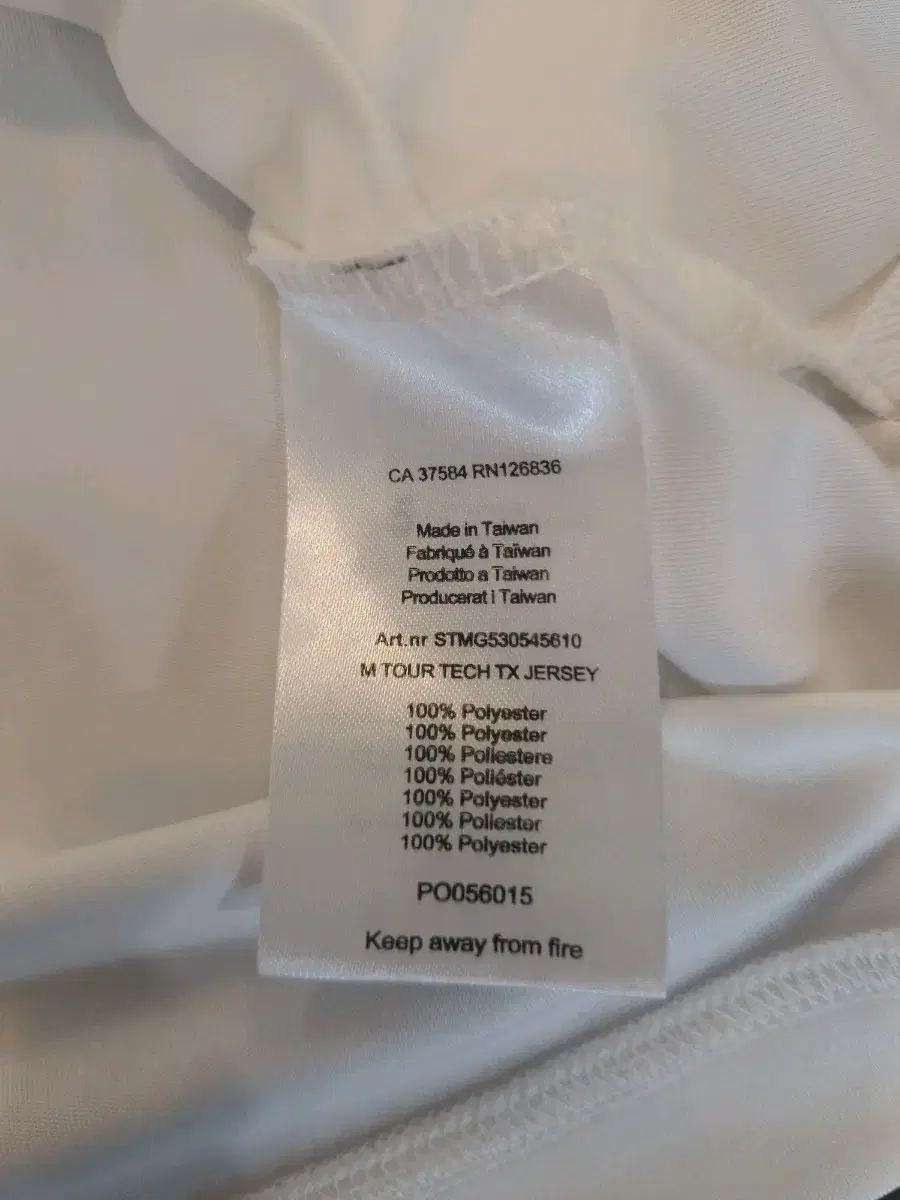 CA 37584 RN126836
Made in Taiwan
Fabriqué à Taïwan
Prodotto a Taiwan
Producerat i Taiwan
Art.nr STMG530545610
M TOUR TECH TX JERSEY
100% Polyester
100% Polyester
100% Poliestere
100% Poliéster
100% Polyester
100% Poliester
100% Polyester
PO056015
Keep away from fire